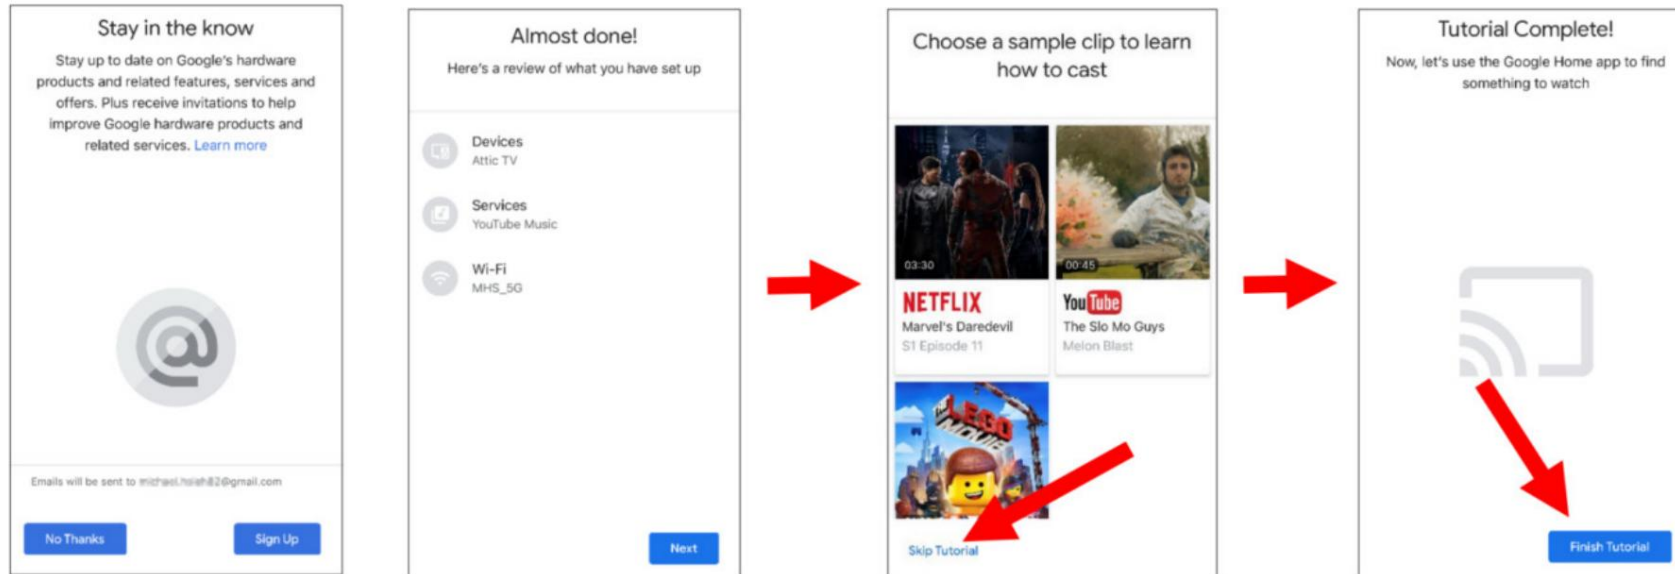 Stay in the know
Stay up to date on Google's hardware
products and related features, services and
offers. Plus receive invitations to help
improve Google hardware products and
related services. Learn more
Emails will be sent to @gmail.com
No Thanks
Sign Up
Almost done!
Here's a review of what you have set up
Devices
Attic TV
Services
YouTube Music
Wi-Fi
MHS_5G
Next
Choose a sample clip to learn
how to cast
03:30
NETFLIX
Marvel's Daredevil
S1 Episode 11
00:45
YouTube
The Slo Mo Guys
Melon Blast
THE LEGO
MOVIE
Skip Tutorial
Tutorial Complete!
Now, let's use the Google Home app to find
something to watch
Finish Tutorial